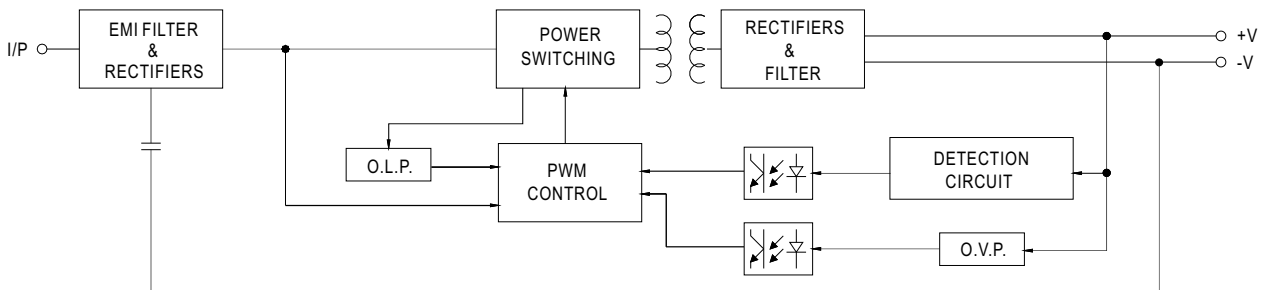 I/P
EMI FILTER
&
RECTIFIERS
POWER
SWITCHING
RECTIFIERS
&
FILTER
+V
-V
O.L.P.
PWM
CONTROL
DETECTION
CIRCUIT
O.V.P.